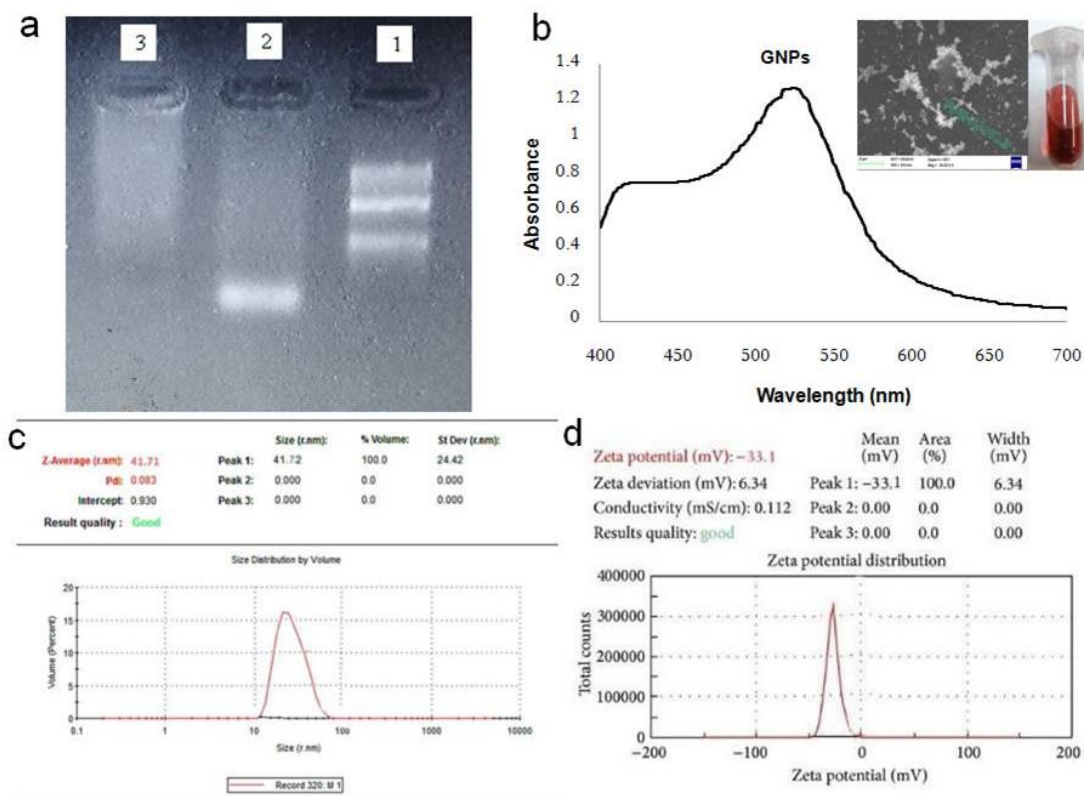 a
3 2 1
b
GNPs
1.4
1.2
1
0.8
0.6
0.4
0.2
0
Absorbance
400 450 500 550 600 650 700
Wavelength (nm)
c
Size (r.nm): % Volume: St Dev (r.nm):
Z-Average (r.nm): 41.71 Peak 1: 41.72 100.0 24.42
PdI: 0.083 Peak 2: 0.000 0.0 0.000
Intercept: 0.930 Peak 3: 0.000 0.0 0.000
Result quality : Good
Size Distribution by Volume
Volume (Percent)
20
15
10
5
0
0.1 1 10 100 1000 10000
Size (r.nm)
Record 320: M 1
d
Mean (mV) Area (%) Width (mV)
Zeta potential (mV): −33.1
Zeta deviation (mV): 6.34 Peak 1: −33.1 100.0 6.34
Conductivity (mS/cm): 0.112 Peak 2: 0.00 0.0 0.00
Results quality: good Peak 3: 0.00 0.0 0.00
Zeta potential distribution
Total counts
400000
300000
200000
100000
0
−200 −100 0 100 200
Zeta potential (mV)